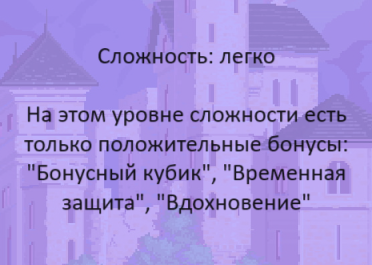 Сложность: легко
На этом уровне сложности есть
только положительные бонусы:
"Бонусный кубик", "Временная
защита", "Вдохновение"